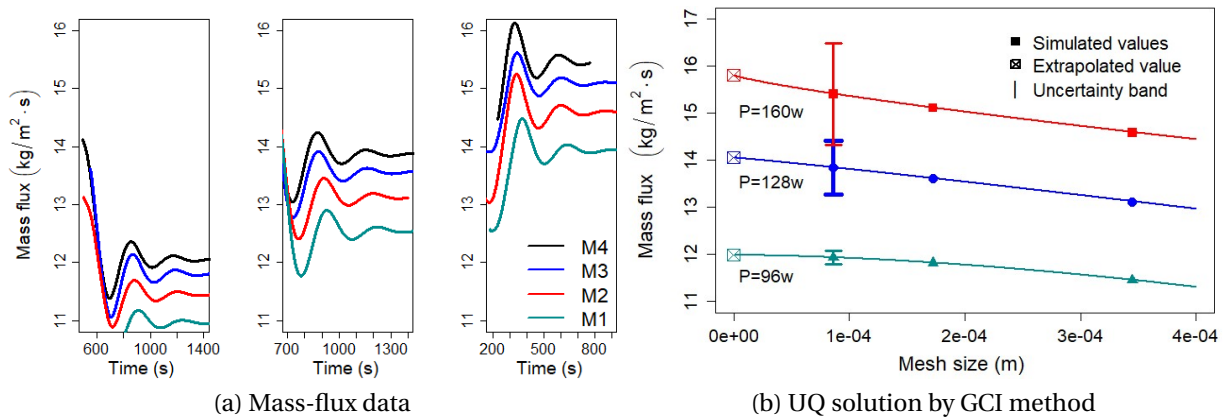 Mass flux (kg/m² · s)
11 12 13 14 15 16
600 1000 1400
Time (s)
11 12 13 14 15 16
700 1000 1300
Time (s)
11 12 13 14 15 16
M4
M3
M2
M1
200 500 800
Time (s)
(a) Mass-flux data
Mass flux (kg/m² · s)
11 12 13 14 15 16 17
Simulated values
Extrapolated value
Uncertainty band
P=160w
P=128w
P=96w
0e+00 1e-04 2e-04 3e-04 4e-04
Mesh size (m)
(b) UQ solution by GCI method